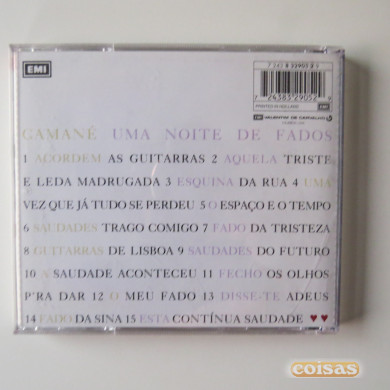 EMI
CAMANÉ UMA NOITE DE FADOS
1 ACORDEM AS GUITARRAS 2 AQUELA TRISTE
E LEDA MADRUGADA 3 ESQUINA DA RUA 4 UMA
VEZ QUE JÁ TUDO SE PERDEU 5 O ESPAÇO E O TEMPO
6 SAUDADES TRAGO COMIGO 7 FADO DA TRISTEZA
8 GUITARRAS DE LISBOA 9 SAUDADES DO FUTURO
10 A SAUDADE ACONTECEU 11 FECHO OS OLHOS
P'RA DAR 12 O MEU FADO 13 DISSE-TE ADEUS
14 FADO DA SINA 15 ESTA CONTÍNUA SAUDADE ♥♥
coisas